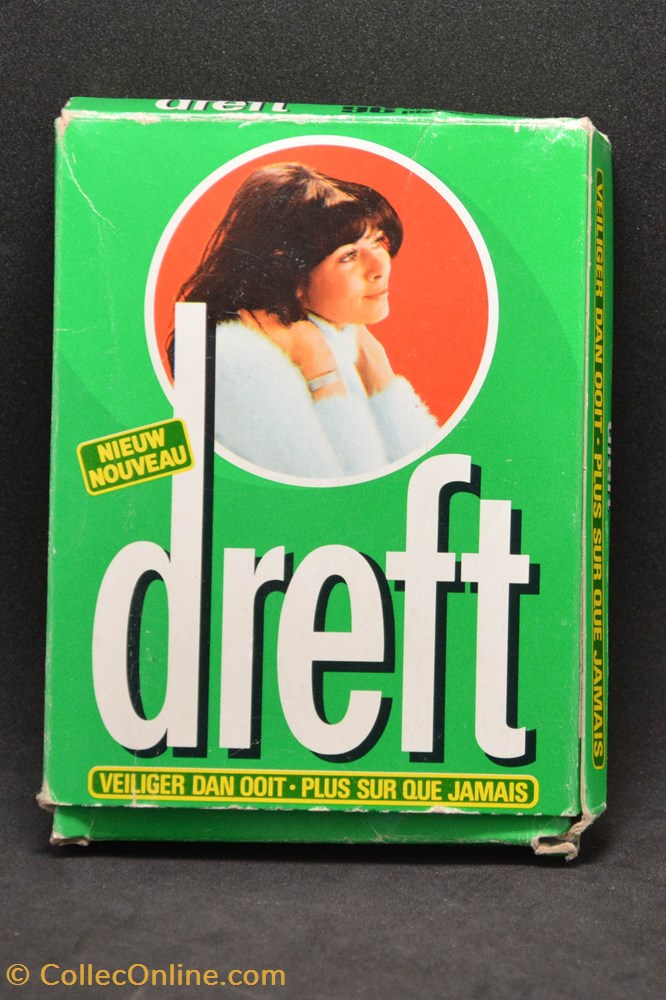 dreft
NIEUW
NOUVEAU
dreft
VEILIGER DAN OOIT • PLUS SUR QUE JAMAIS
VEILIGER DAN OOIT • PLUS SUR QUE JAMAIS
© CollecOnline.com